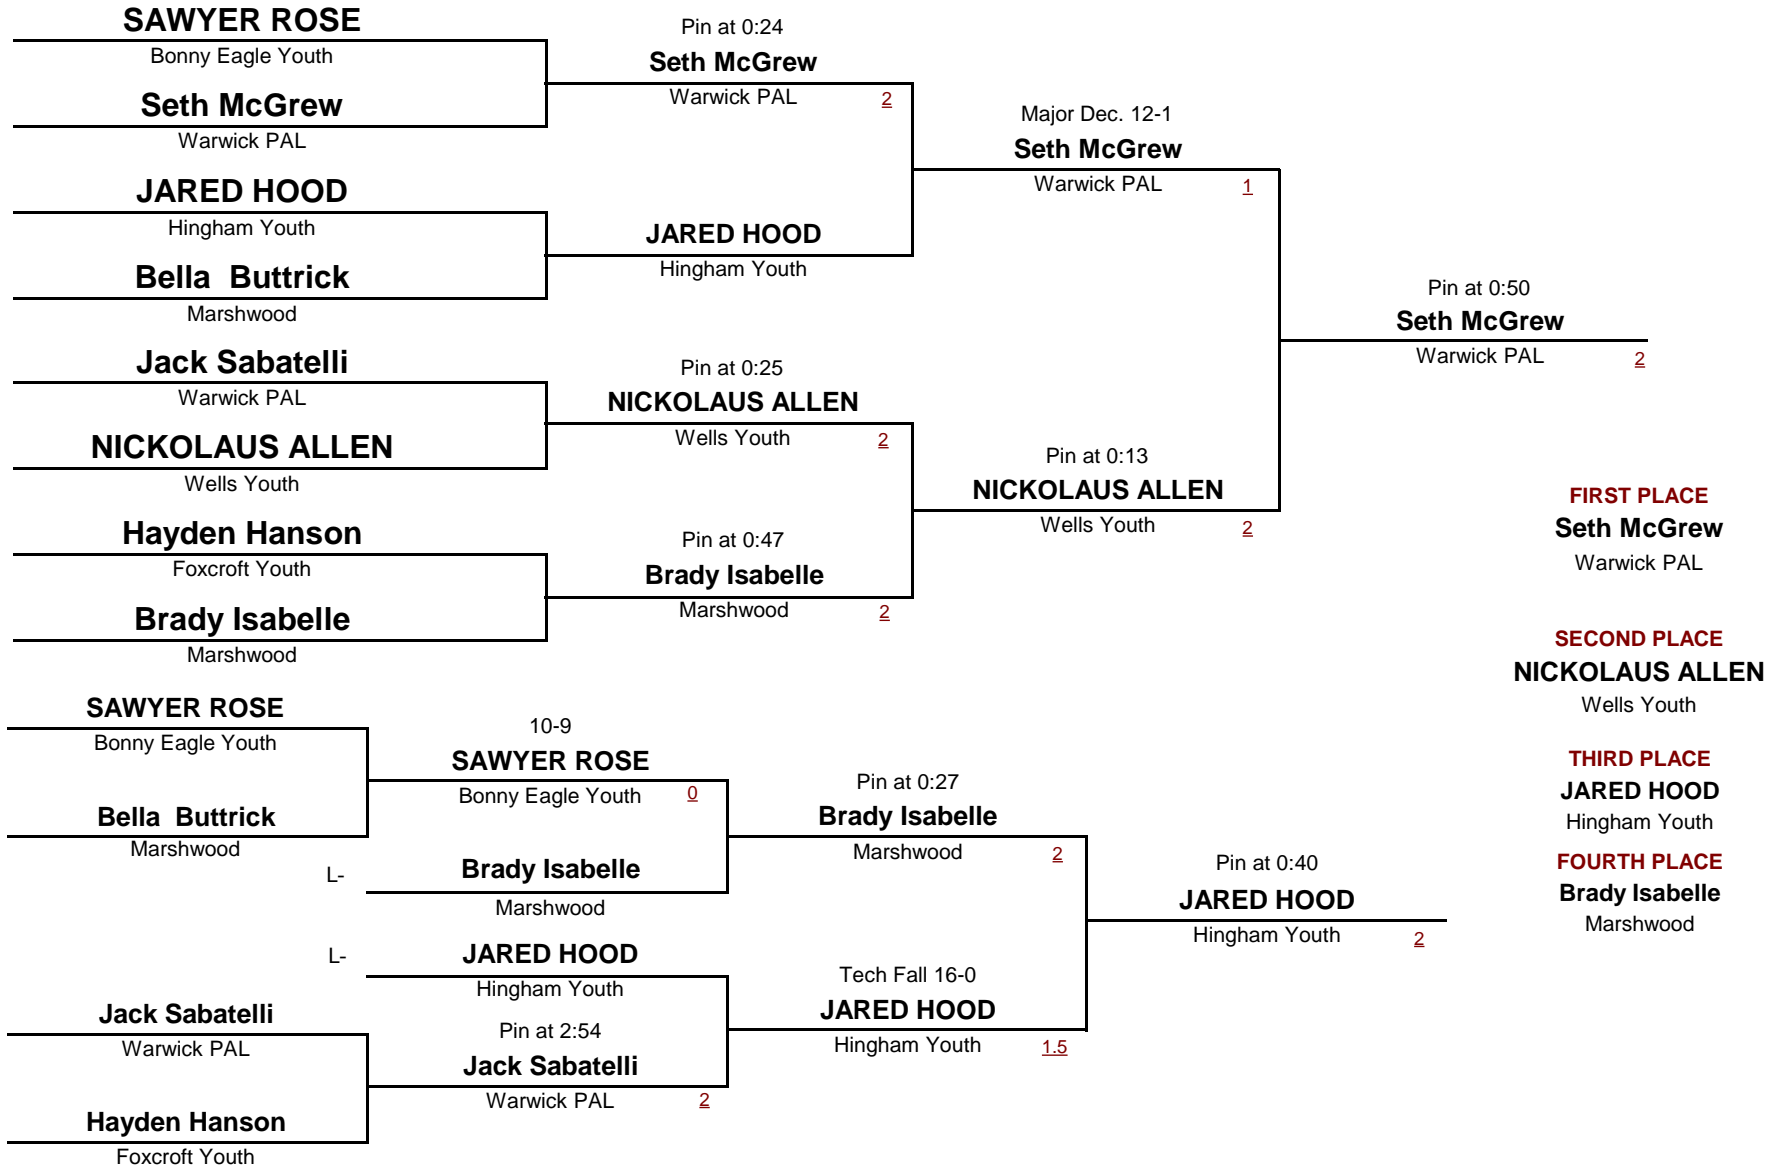 SAWYER ROSE
Bonny Eagle Youth
Seth McGrew
Warwick PAL
JARED HOOD
Hingham Youth
Bella  Buttrick
Marshwood
Jack Sabatelli
Warwick PAL
NICKOLAUS ALLEN
Wells Youth
Hayden Hanson
Foxcroft Youth
Brady Isabelle
Marshwood
Pin at 0:24
Seth McGrew
Warwick PAL 2
JARED HOOD
Hingham Youth
Pin at 0:25
NICKOLAUS ALLEN
Wells Youth 2
Pin at 0:47
Brady Isabelle
Marshwood 2
Major Dec. 12-1
Seth McGrew
Warwick PAL 1
Pin at 0:13
NICKOLAUS ALLEN
Wells Youth 2
Pin at 0:50
Seth McGrew
Warwick PAL 2
FIRST PLACE
Seth McGrew
Warwick PAL
SECOND PLACE
NICKOLAUS ALLEN
Wells Youth
THIRD PLACE
JARED HOOD
Hingham Youth
FOURTH PLACE
Brady Isabelle
Marshwood
SAWYER ROSE
Bonny Eagle Youth
Bella  Buttrick
Marshwood
10-9
SAWYER ROSE
Bonny Eagle Youth 0
L- Brady Isabelle
Marshwood
L- JARED HOOD
Hingham Youth
Jack Sabatelli
Warwick PAL
Hayden Hanson
Foxcroft Youth
Pin at 2:54
Jack Sabatelli
Warwick PAL 2
Pin at 0:27
Brady Isabelle
Marshwood 2
Tech Fall 16-0
JARED HOOD
Hingham Youth 1.5
Pin at 0:40
JARED HOOD
Hingham Youth 2